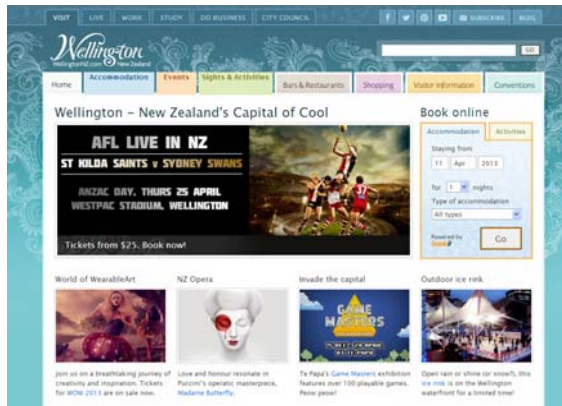 VISIT
LIVE
WORK
STUDY
DO BUSINESS
CITY COUNCIL
SUBSCRIBE
BLOG
Wellington
WellingtonNZ.com New Zealand
GO
Home
Accommodation
Events
Sights & Activities
Bars & Restaurants
Shopping
Visitor Information
Conventions
Wellington - New Zealand's Capital of Cool
AFL LIVE IN NZ
ST KILDA SAINTS v SYDNEY SWANS
ANZAC DAY, THURS 25 APRIL
WESTPAC STADIUM, WELLINGTON
Tickets from $25. Book now!
Book online
Accommodation
Activities
Staying from
11 Apr 2013
for 1 nights
Type of accommodation
All types
Powered by
Go
World of WearableArt
Join us on a breathtaking journey of
creativity and inspiration. Tickets
for WOW 2013 are on sale now.
NZ Opera
Love and honour resonate in
Puccini's operatic masterpiece,
Madame Butterfly.
Invade the capital
GAME
MASTERS
Te Papa's Game Masters exhibition
features over 100 playable games.
Peow peow!
Outdoor ice rink
Open rain or shine (or snow?), this
ice rink is on the Wellington
waterfront for a limited time!